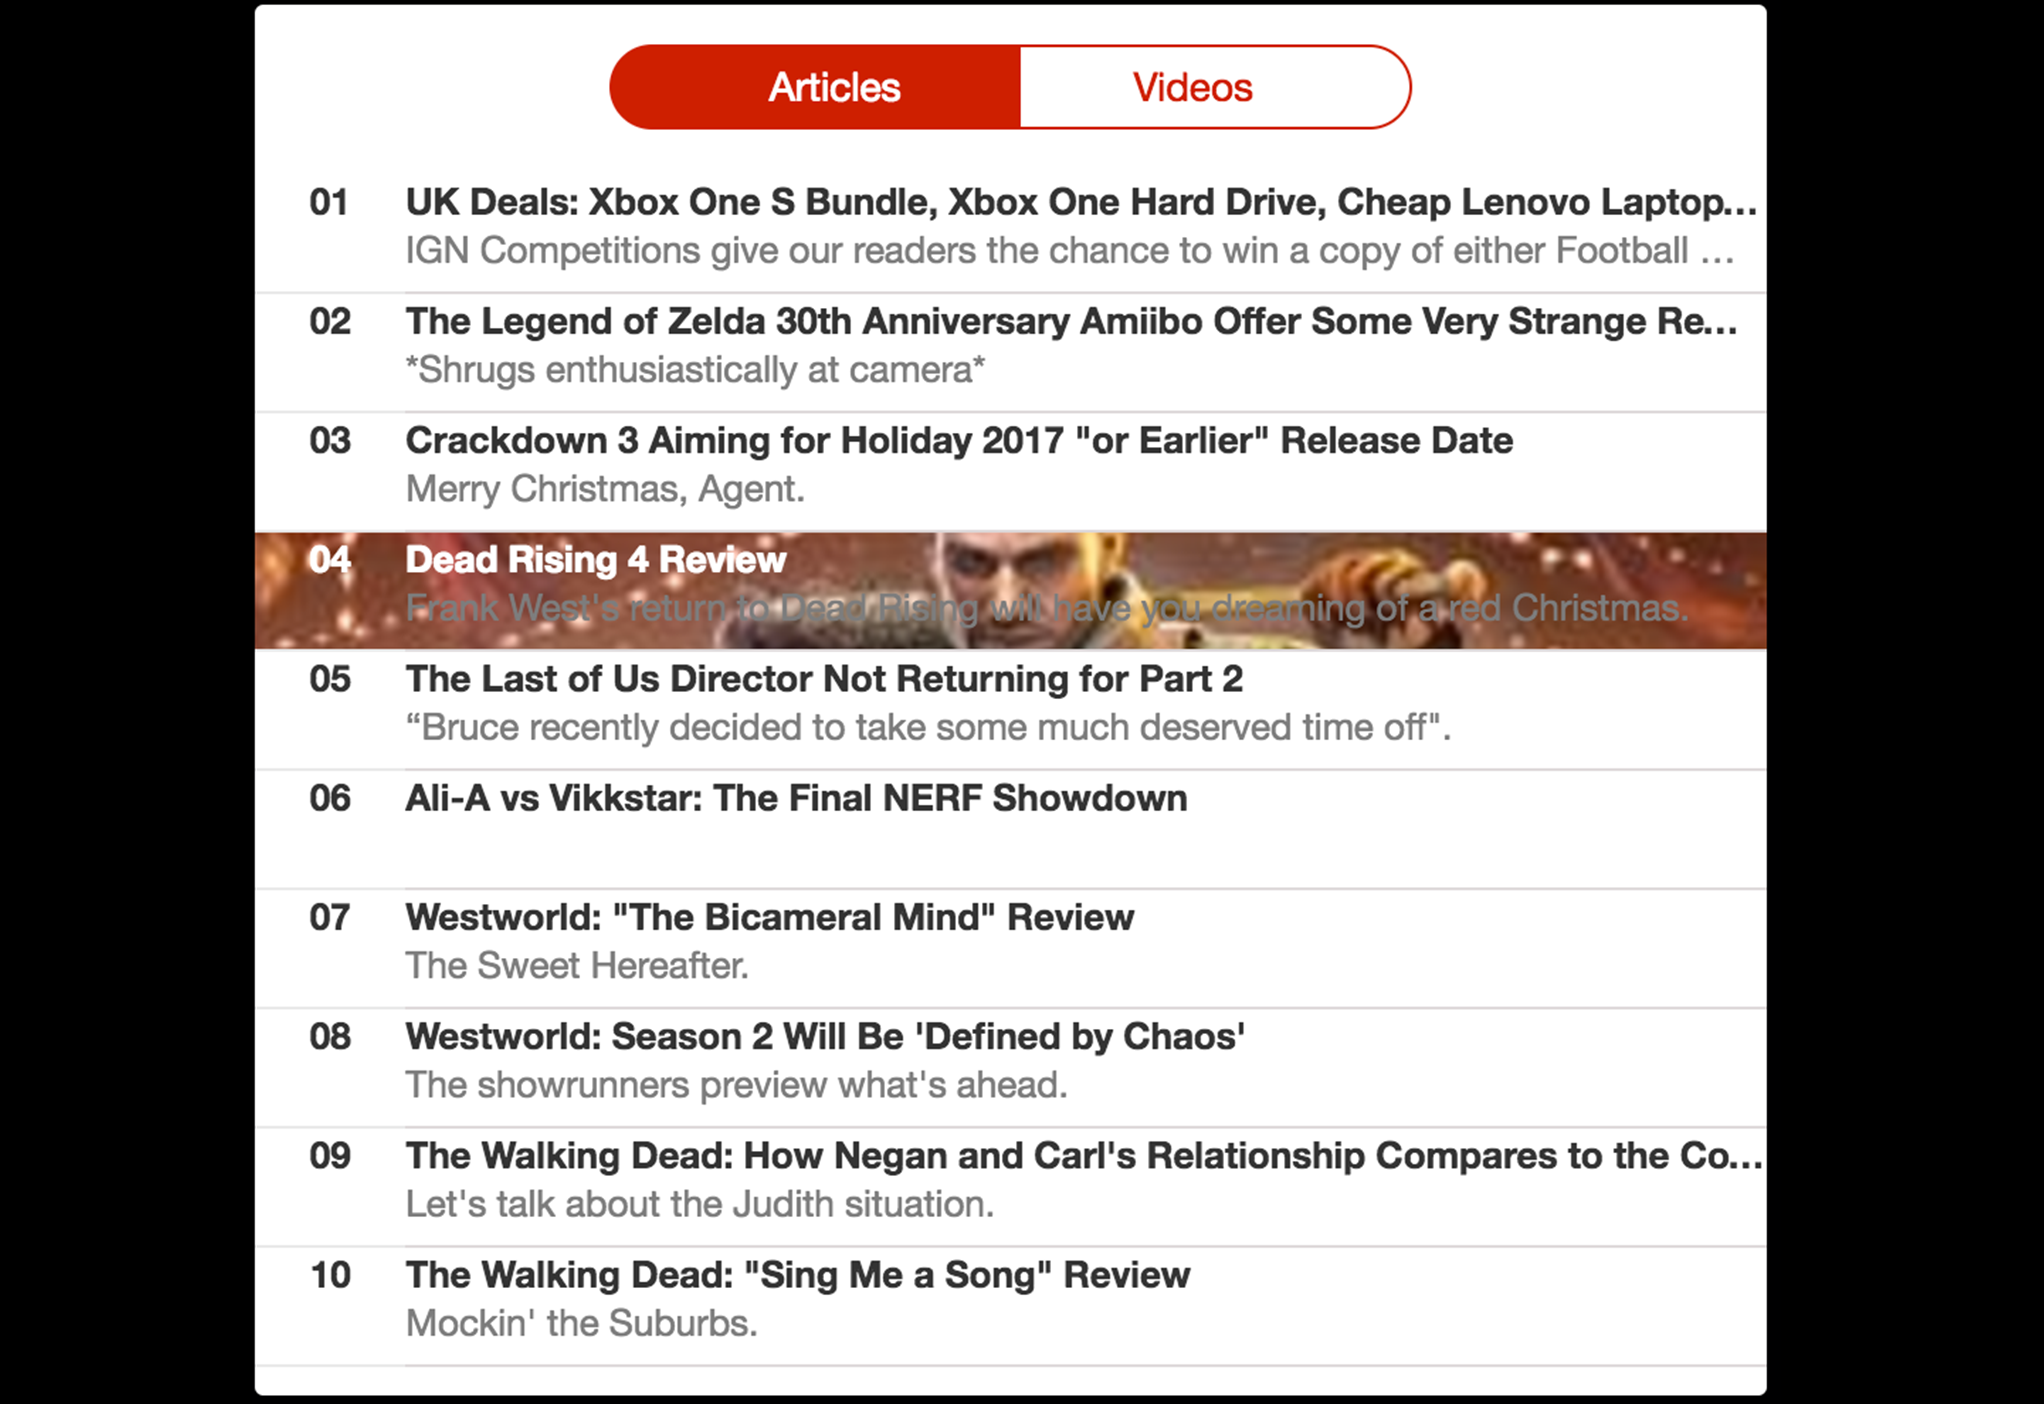 Articles
Videos
01
UK Deals: Xbox One S Bundle, Xbox One Hard Drive, Cheap Lenovo Laptop...
IGN Competitions give our readers the chance to win a copy of either Football ...
02
The Legend of Zelda 30th Anniversary Amiibo Offer Some Very Strange Re...
*Shrugs enthusiastically at camera*
03
Crackdown 3 Aiming for Holiday 2017 "or Earlier" Release Date
Merry Christmas, Agent.
04
Dead Rising 4 Review
Frank West's return to Dead Rising will have you dreaming of a red Christmas.
05
The Last of Us Director Not Returning for Part 2
“Bruce recently decided to take some much deserved time off".
06
Ali-A vs Vikkstar: The Final NERF Showdown
07
Westworld: "The Bicameral Mind" Review
The Sweet Hereafter.
08
Westworld: Season 2 Will Be 'Defined by Chaos'
The showrunners preview what's ahead.
09
The Walking Dead: How Negan and Carl's Relationship Compares to the Co...
Let's talk about the Judith situation.
10
The Walking Dead: "Sing Me a Song" Review
Mockin' the Suburbs.